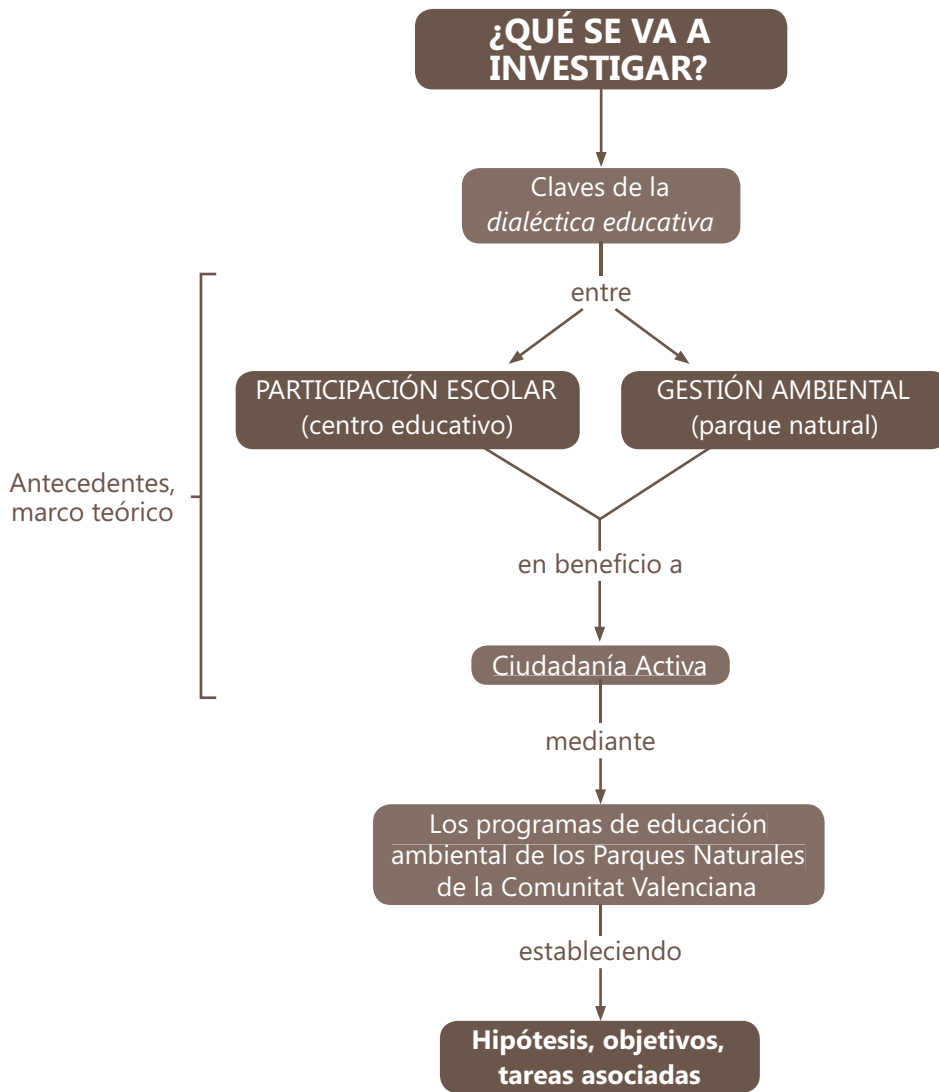 ¿QUÉ SE VA A
INVESTIGAR?
Claves de la
dialéctica educativa
entre
PARTICIPACIÓN ESCOLAR
(centro educativo)
GESTIÓN AMBIENTAL
(parque natural)
Antecedentes,
marco teórico
en beneficio a
Ciudadanía Activa
mediante
Los programas de educación
ambiental de los Parques Naturales
de la Comunitat Valenciana
estableciendo
Hipótesis, objetivos,
tareas asociadas